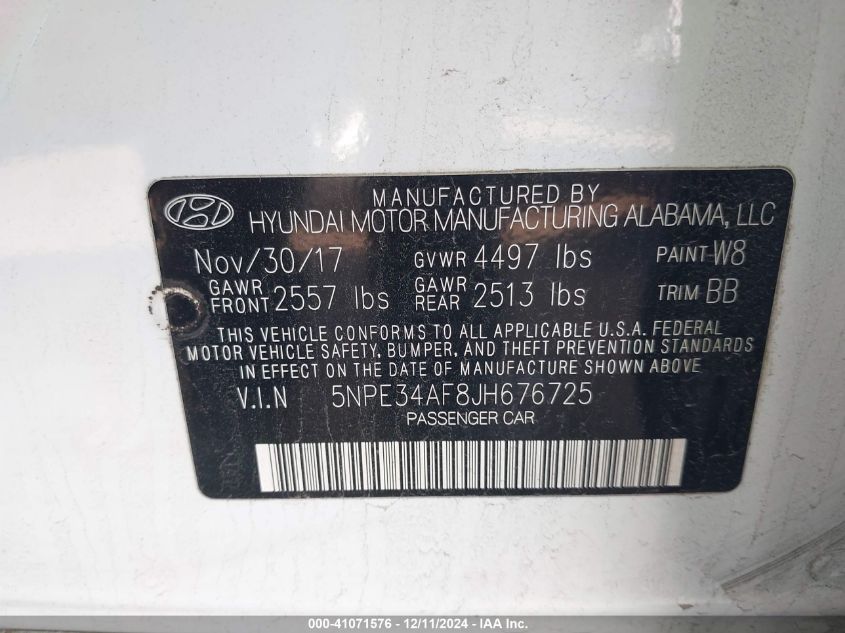 MANUFACTURED BY
HYUNDAI MOTOR MANUFACTURING ALABAMA, LLC
Nov/30/17 GVWR 4497 lbs PAINT-W8
GAWR FRONT 2557 lbs GAWR REAR 2513 lbs TRIM BB
THIS VEHICLE CONFORMS TO ALL APPLICABLE U.S.A. FEDERAL
MOTOR VEHICLE SAFETY, BUMPER, AND THEFT PREVENTION STANDARDS
IN EFFECT ON THE DATE OF MANUFACTURE SHOWN ABOVE.
V.I.N 5NPE34AF8JH676725
PASSENGER CAR
000-41071576 - 12/11/2024 - IAA Inc.